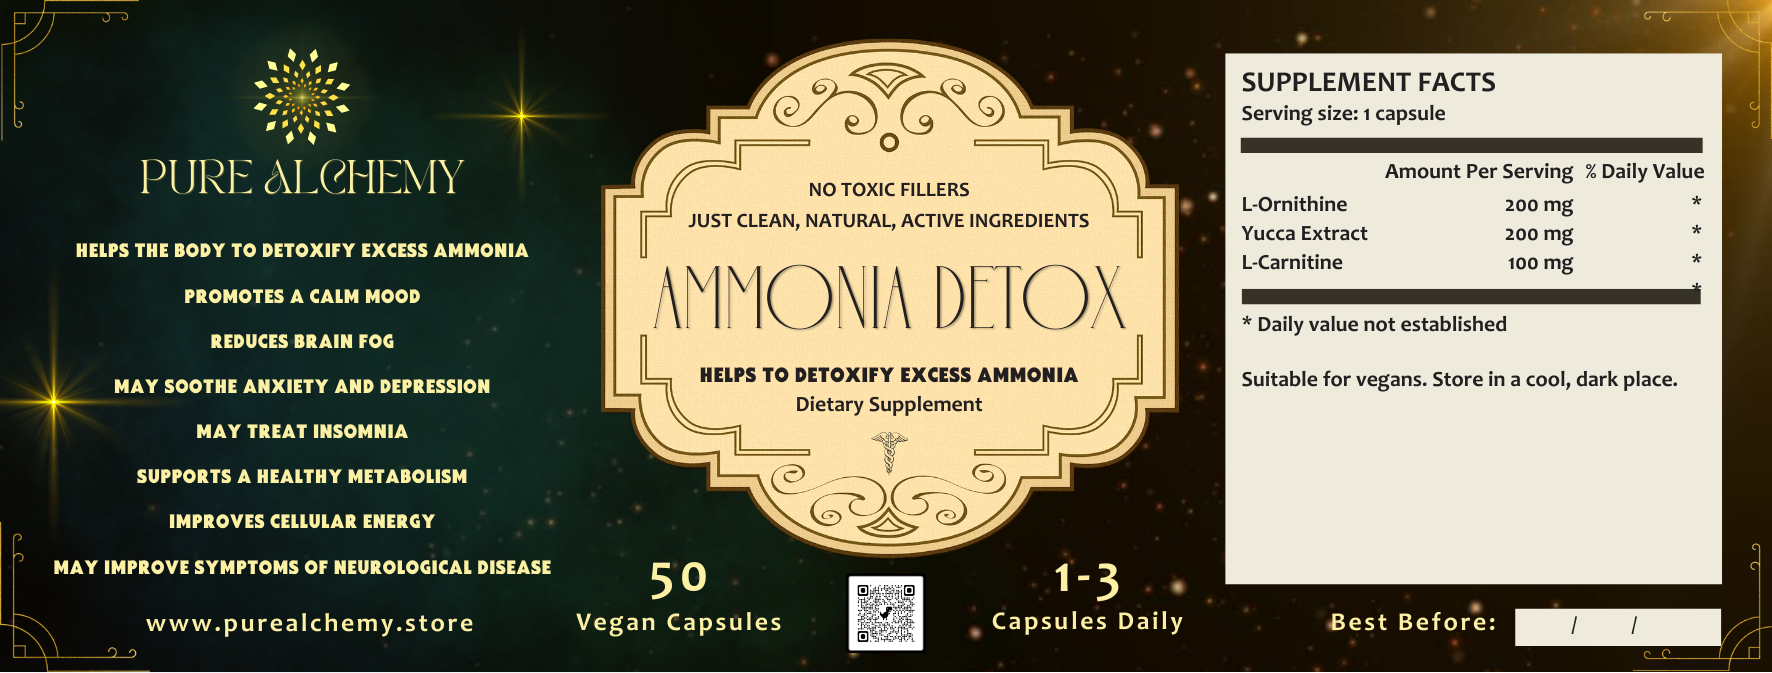 PURE ALCHEMY
HELPS THE BODY TO DETOXIFY EXCESS AMMONIA
PROMOTES A CALM MOOD
REDUCES BRAIN FOG
MAY SOOTHE ANXIETY AND DEPRESSION
MAY TREAT INSOMNIA
SUPPORTS A HEALTHY METABOLISM
IMPROVES CELLULAR ENERGY
MAY IMPROVE SYMPTOMS OF NEUROLOGICAL DISEASE
www.purealchemy.store
NO TOXIC FILLERS
JUST CLEAN, NATURAL, ACTIVE INGREDIENTS
AMMONIA DETOX
HELPS TO DETOXIFY EXCESS AMMONIA
Dietary Supplement
50
Vegan Capsules
1-3
Capsules Daily
SUPPLEMENT FACTS
Serving size: 1 capsule
Amount Per Serving % Daily Value
L-Ornithine 200 mg *
Yucca Extract 200 mg *
L-Carnitine 100 mg *
*
* Daily value not established
Suitable for vegans. Store in a cool, dark place.
Best Before: / /